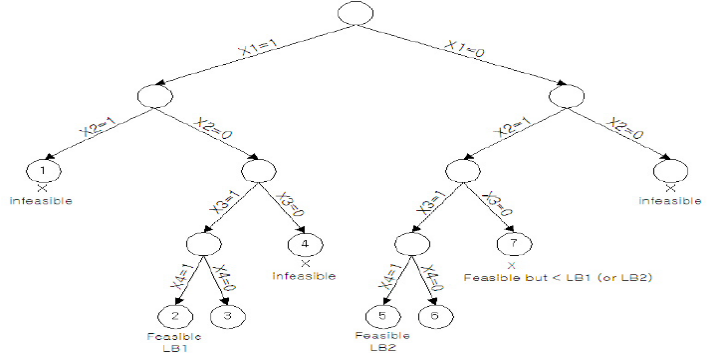 X1=1
X1=0
X2=1
X2=0
X2=1
X2=0
1
X
Infeasible
X
Infeasible
X3=1
X3=0
X3=1
X3=0
4
X
Infeasible
7
X
Feasible but < LB1 (or LB2)
X4=1
X4=0
X4=1
X4=0
2
3
5
6
Feasible
LB1
Feasible
LB2